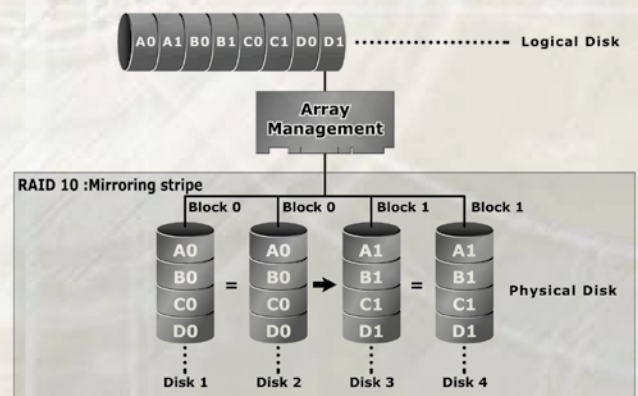 A0 A1 B0 B1 C0 C1 D0 D1 Logical Disk
Array
Management
RAID 10 :Mirroring stripe
Block 0 Block 0 Block 1 Block 1
A0 A0 A1 A1
B0 = B0 B1 = B1
C0 C0 C1 C1
Physical Disk
D0 D0 D1 D1
Disk 1 Disk 2 Disk 3 Disk 4